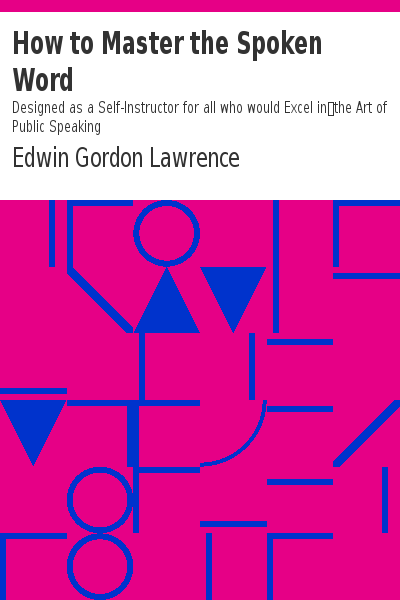 How to Master the Spoken
Word
Designed as a Self-Instructor for all who would Excel in▯the Art of
Public Speaking
Edwin Gordon Lawrence